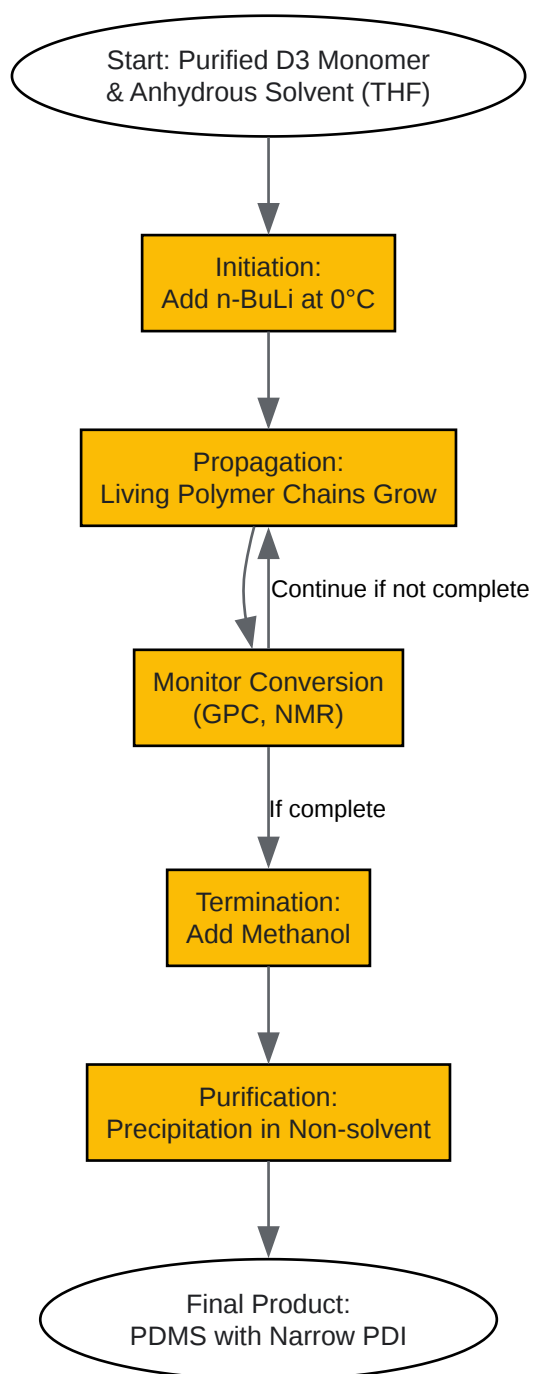 Start: Purified D3 Monomer
& Anhydrous Solvent (THF)
Initiation:
Add n-BuLi at 0°C
Propagation:
Living Polymer Chains Grow
Continue if not complete
Monitor Conversion
(GPC, NMR)
If complete
Termination:
Add Methanol
Purification:
Precipitation in Non-solvent
Final Product:
PDMS with Narrow PDI